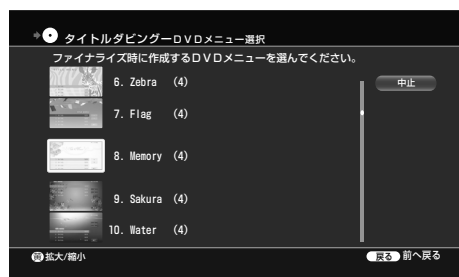 タイトルダビングーDVDメニュー選択
ファイナライズ時に作成するDVDメニューを選んでください。
6. Zebra (4)
中止
7. Flag (4)
8. Memory (4)
9. Sakura (4)
10. Water (4)
拡大/縮小
戻る 前へ戻る